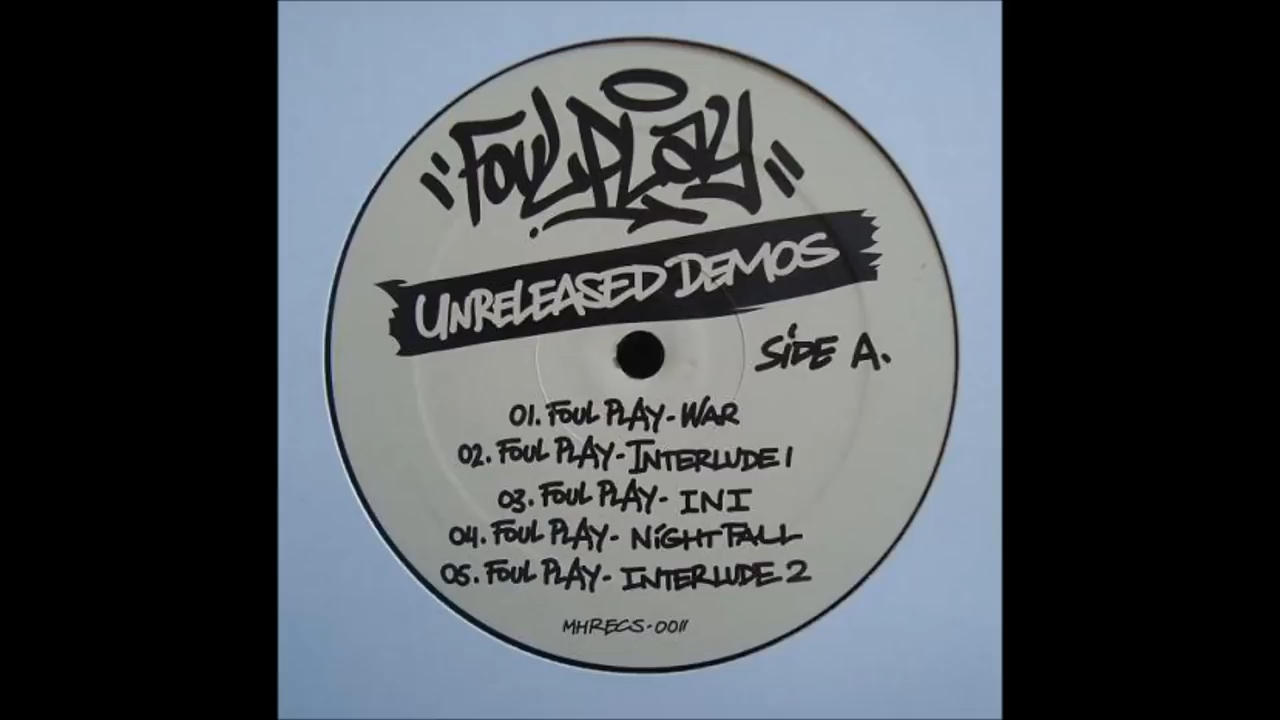 "FOUL PLAY"
UNRELEASED DEMOS
SiDE A.
01. FOUL PLAY - WAR
02. FOUL PLAY - INTERLUDE 1
03. FOUL PLAY - INI
04. FOUL PLAY - NiGHTFALL
05. FOUL PLAY - INTERLUDE 2
MHRECS-0011